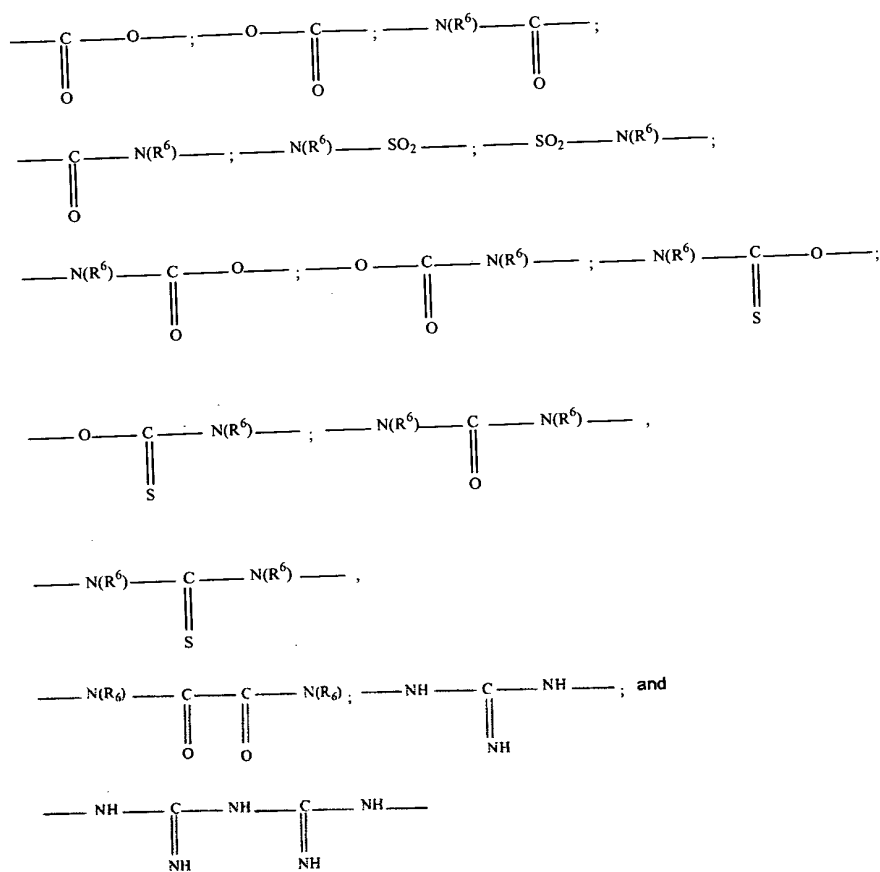 C O ; O C ; N(R⁶) C ;
O O O
C N(R⁶) ; N(R⁶) SO₂ ; SO₂ N(R⁶) ;
O
N(R⁶) C O ; O C N(R⁶) ; N(R⁶) C O ;
O O S
O C N(R⁶) ; N(R⁶) C N(R⁶) ,
S O
N(R⁶) C N(R⁶) ,
S
N(R₆) C C N(R₆) ; NH C NH ; and
O O NH
NH C NH C NH
NH NH